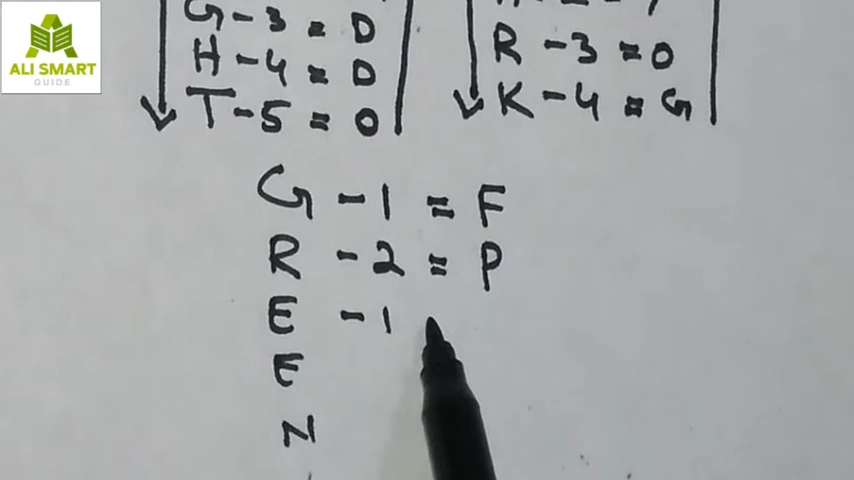 ALI SMART
GUIDE
G - 3 = D
H - 4 = D
T - 5 = O
R - 3 = O
K - 4 = G
G - 1 = F
R - 2 = P
E - 1
E
N